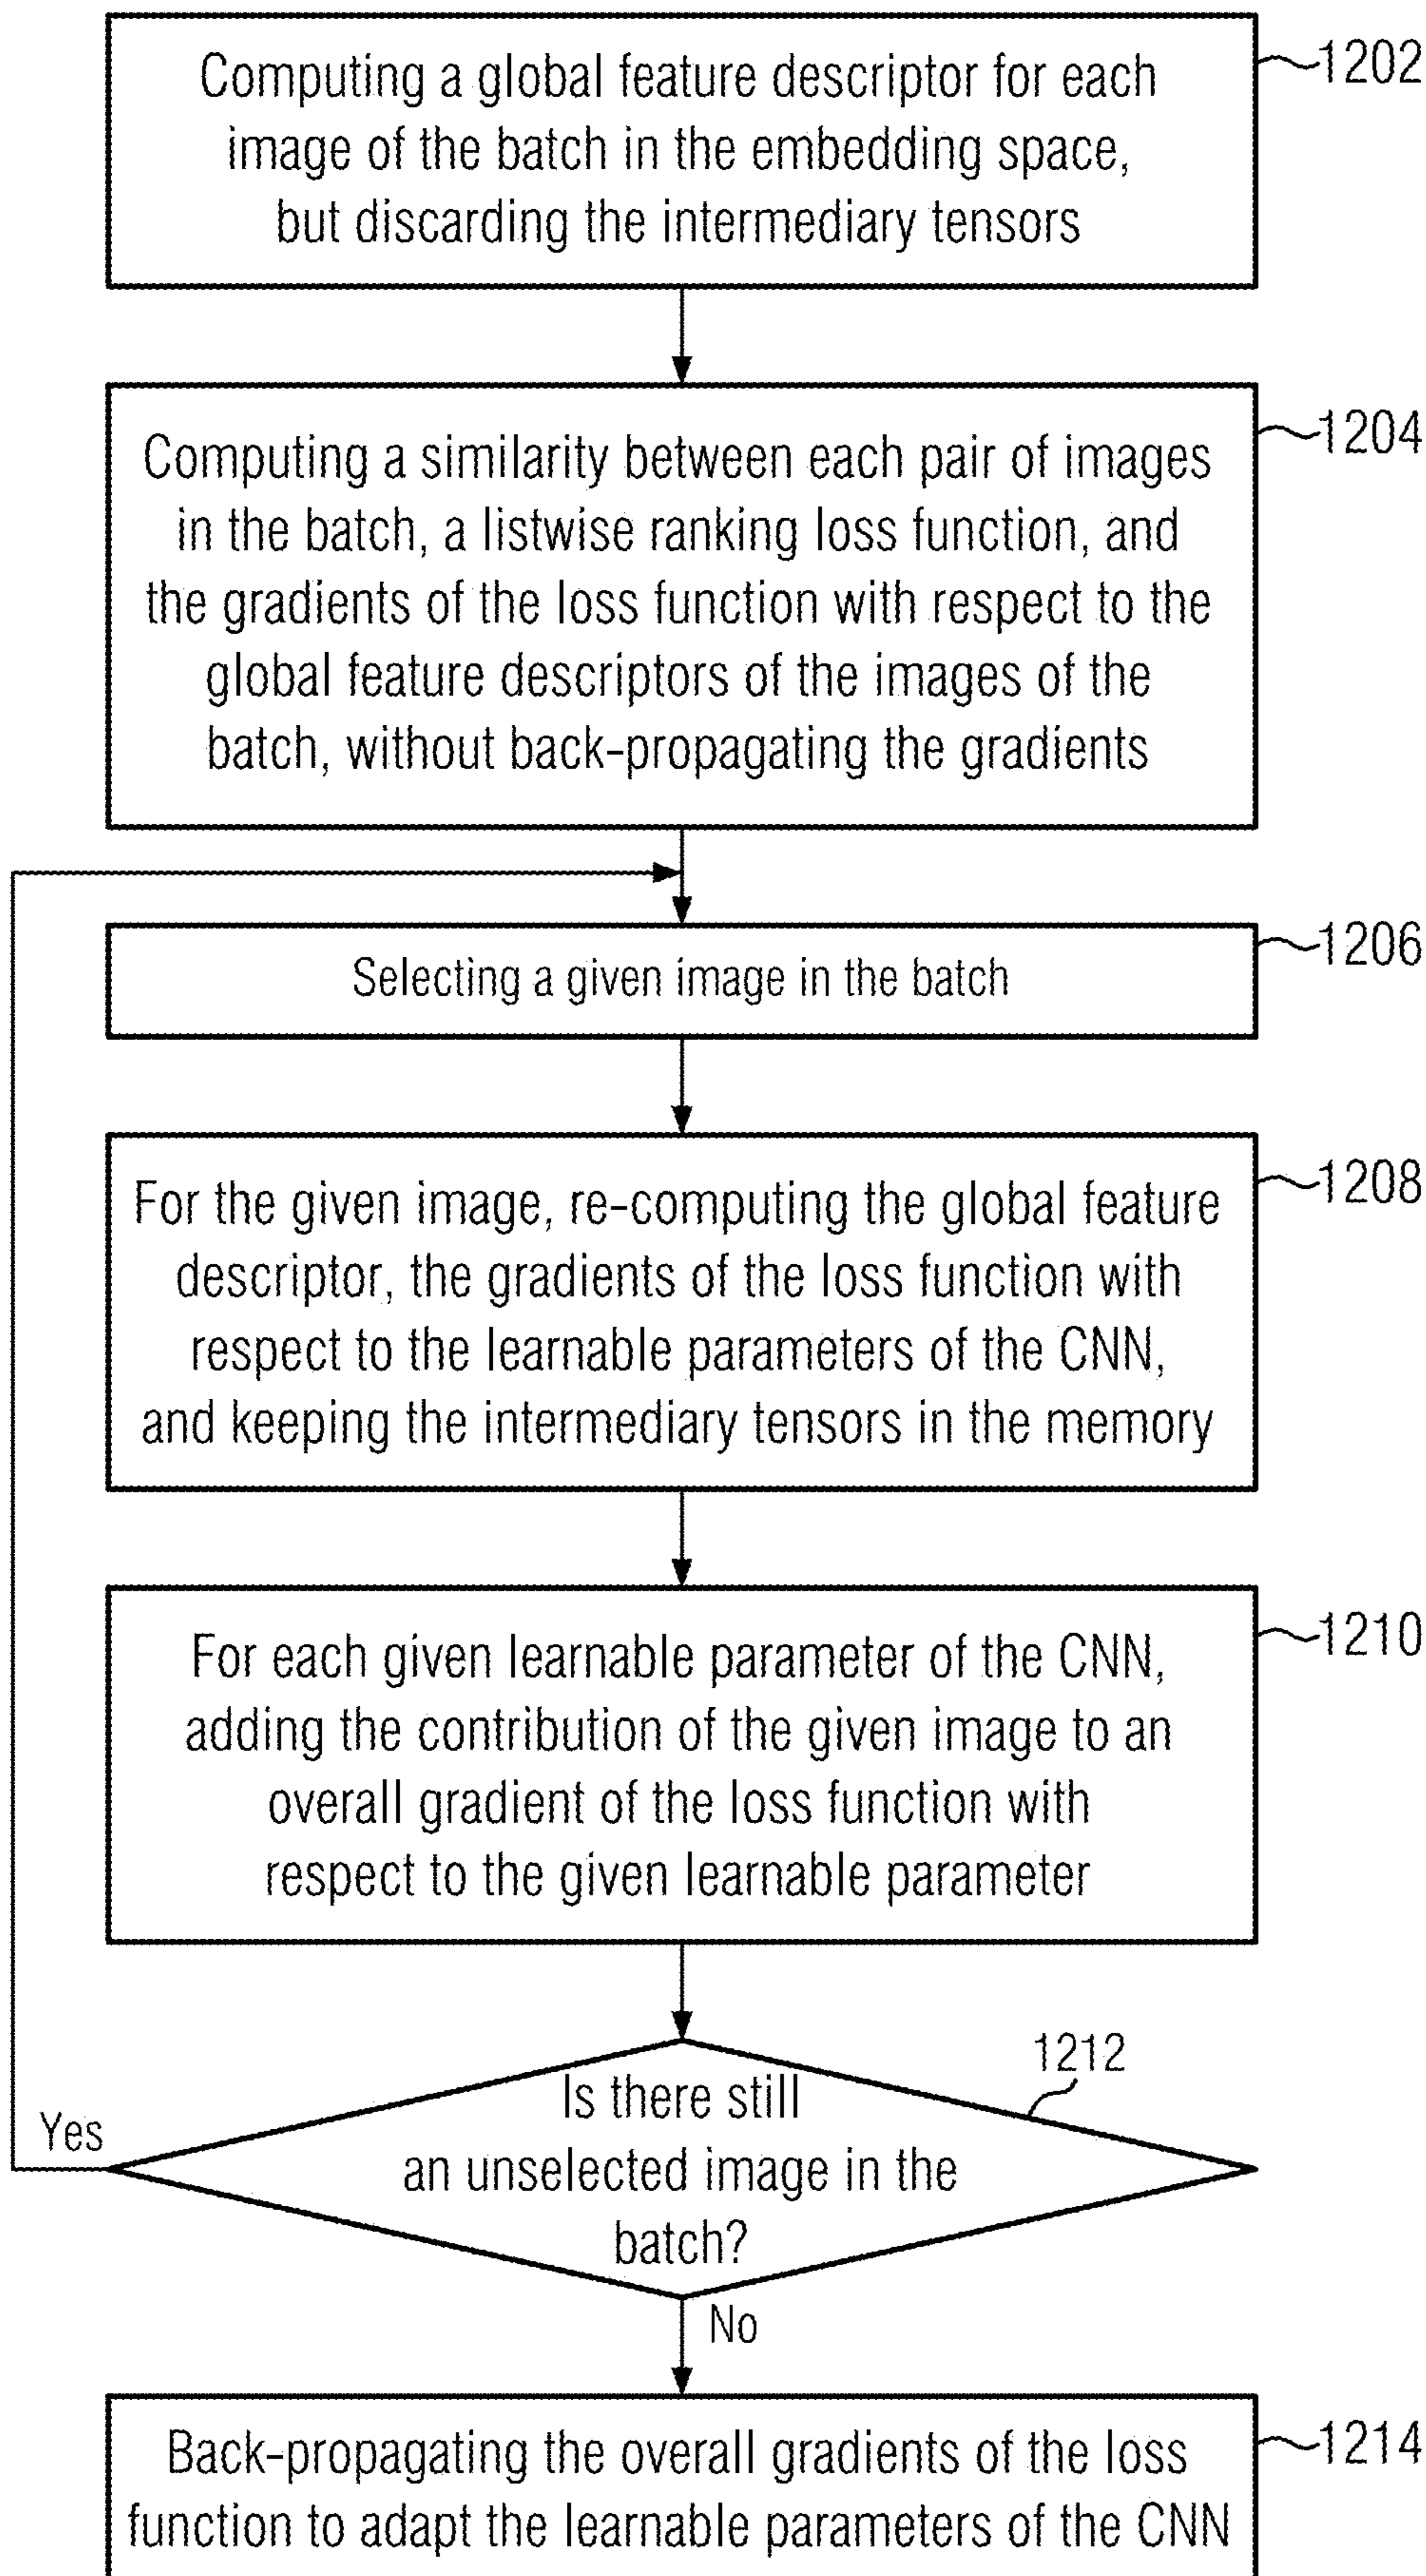 Computing a global feature descriptor for each
image of the batch in the embedding space,
but discarding the intermediary tensors
1202
Computing a similarity between each pair of images
in the batch, a listwise ranking loss function, and
the gradients of the loss function with respect to the
global feature descriptors of the images of the
batch, without back-propagating the gradients
1204
Selecting a given image in the batch
1206
For the given image, re-computing the global feature
descriptor, the gradients of the loss function with
respect to the learnable parameters of the CNN,
and keeping the intermediary tensors in the memory
1208
For each given learnable parameter of the CNN,
adding the contribution of the given image to an
overall gradient of the loss function with
respect to the given learnable parameter
1210
1212
Is there still
an unselected image in the
batch?
Yes
No
Back-propagating the overall gradients of the loss
function to adapt the learnable parameters of the CNN
1214